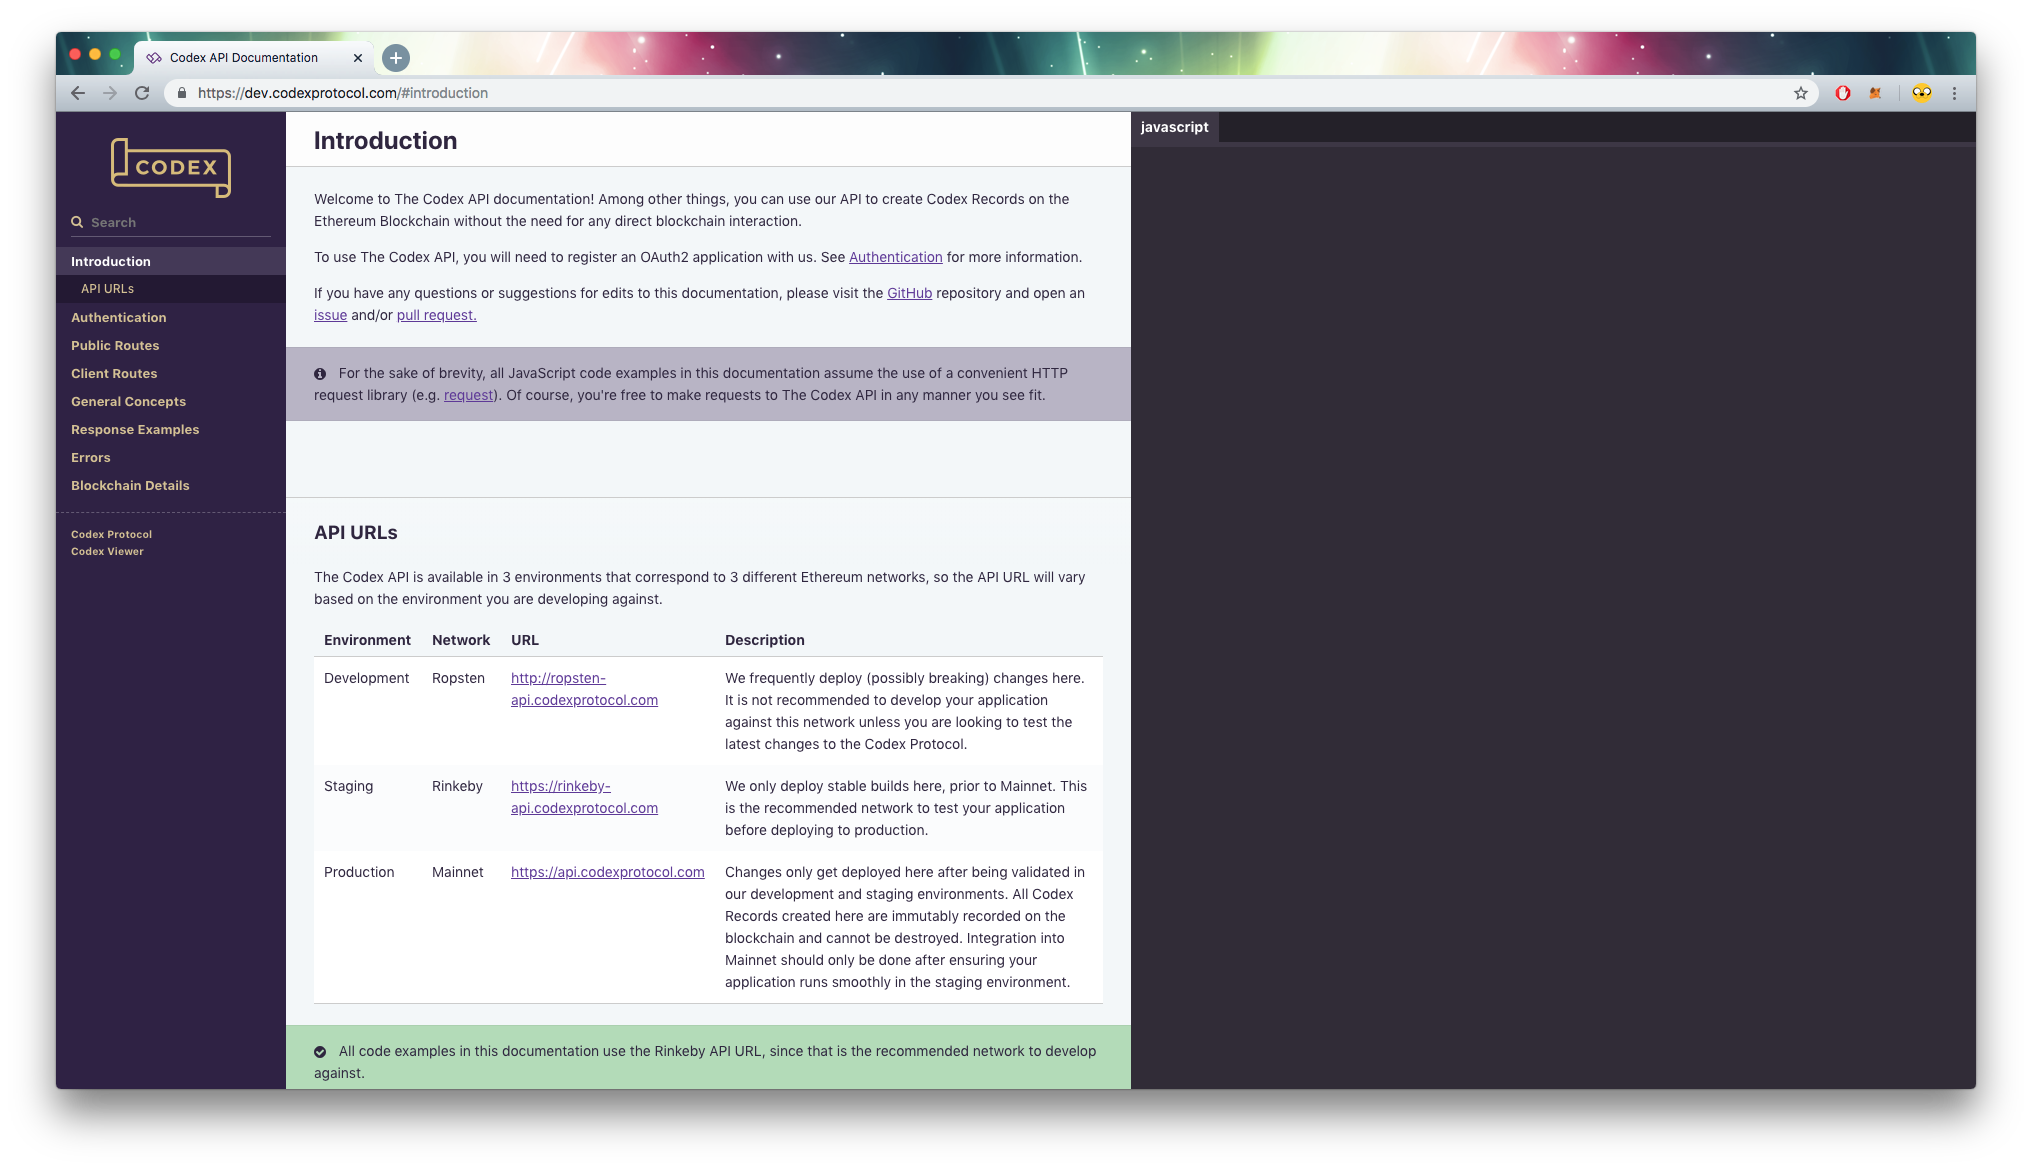 Codex API Documentation
https://dev.codexprotocol.com/#introduction
CODEX
Search
Introduction
API URLs
Authentication
Public Routes
Client Routes
General Concepts
Response Examples
Errors
Blockchain Details
Codex Protocol
Codex Viewer
Introduction
Welcome to The Codex API documentation! Among other things, you can use our API to create Codex Records on the
Ethereum Blockchain without the need for any direct blockchain interaction.
To use The Codex API, you will need to register an OAuth2 application with us. See Authentication for more information.
If you have any questions or suggestions for edits to this documentation, please visit the GitHub repository and open an
issue and/or pull request.
For the sake of brevity, all JavaScript code examples in this documentation assume the use of a convenient HTTP
request library (e.g. request). Of course, you're free to make requests to The Codex API in any manner you see fit.
API URLs
The Codex API is available in 3 environments that correspond to 3 different Ethereum networks, so the API URL will vary
based on the environment you are developing against.
Environment Network URL Description
Development Ropsten http://ropsten- We frequently deploy (possibly breaking) changes here.
api.codexprotocol.com It is not recommended to develop your application
against this network unless you are looking to test the
latest changes to the Codex Protocol.
Staging Rinkeby https://rinkeby- We only deploy stable builds here, prior to Mainnet. This
api.codexprotocol.com is the recommended network to test your application
before deploying to production.
Production Mainnet https://api.codexprotocol.com Changes only get deployed here after being validated in
our development and staging environments. All Codex
Records created here are immutably recorded on the
blockchain and cannot be destroyed. Integration into
Mainnet should only be done after ensuring your
application runs smoothly in the staging environment.
All code examples in this documentation use the Rinkeby API URL, since that is the recommended network to develop
against.
javascript